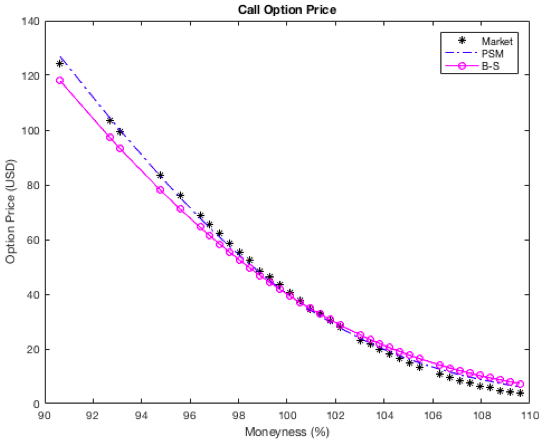 Call Option Price
140
120
100
80
60
40
20
0
Option Price (USD)
Market
PSM
B-S
90 92 94 96 98 100 102 104 106 108 110
Moneyness (%)